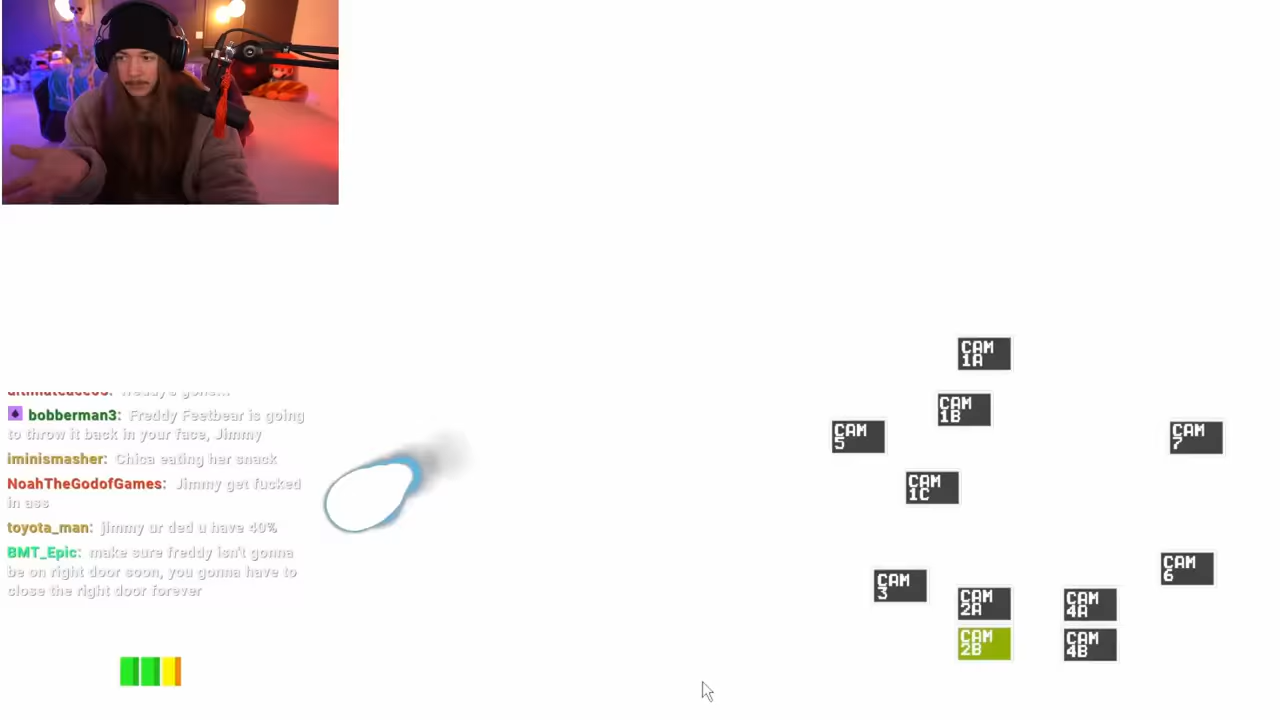 bobberman3: Freddy Feetbear is going
to throw it back in your face, Jimmy
iminismasher: Chica eating her snack
NoahTheGodofGames: Jimmy get fucked
in ass
toyota_man: jimmy ur ded u have 40%
BMT_Epic: make sure freddy isn't gonna
be on right door soon, you gonna have to
close the right door forever
CAM
1A
CAM
1B
CAM
5
CAM
7
CAM
1C
CAM
6
CAM
3
CAM
2A
CAM
4A
CAM
2B
CAM
4B